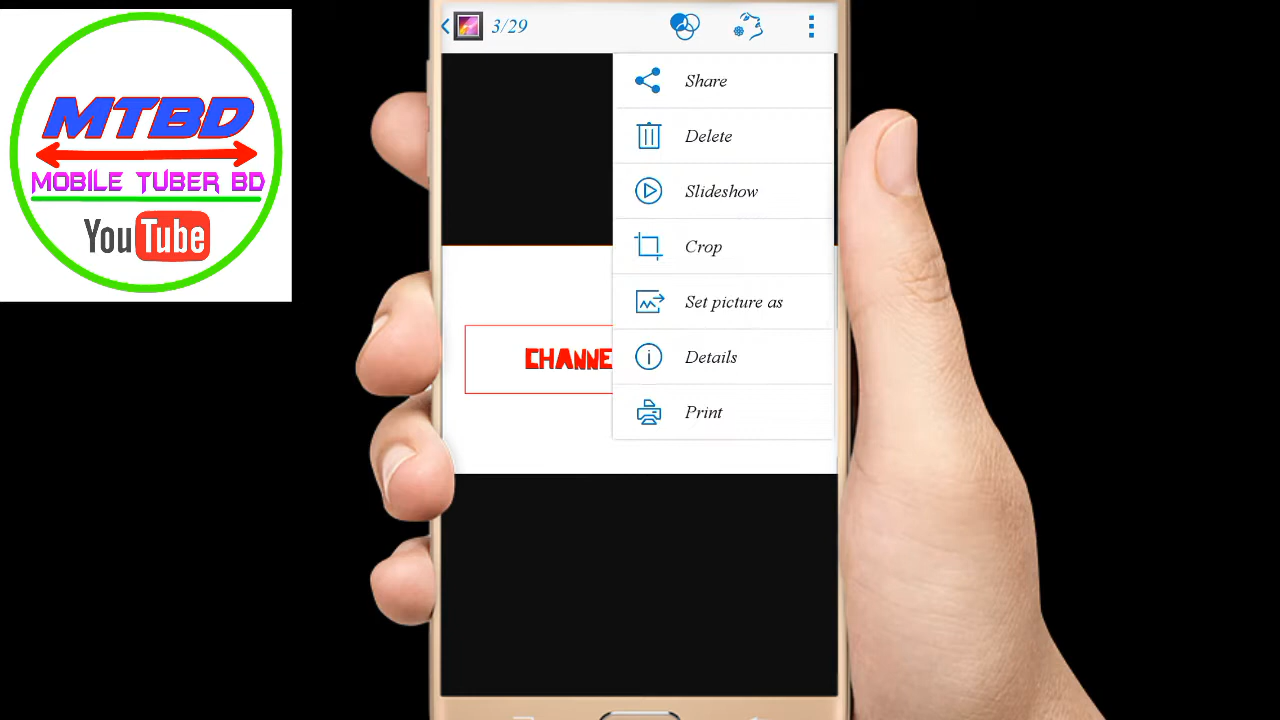 MTBD
MOBILE TUBER BD
YouTube
3/29
Share
Delete
Slideshow
Crop
Set picture as
Details
Print
CHANNE